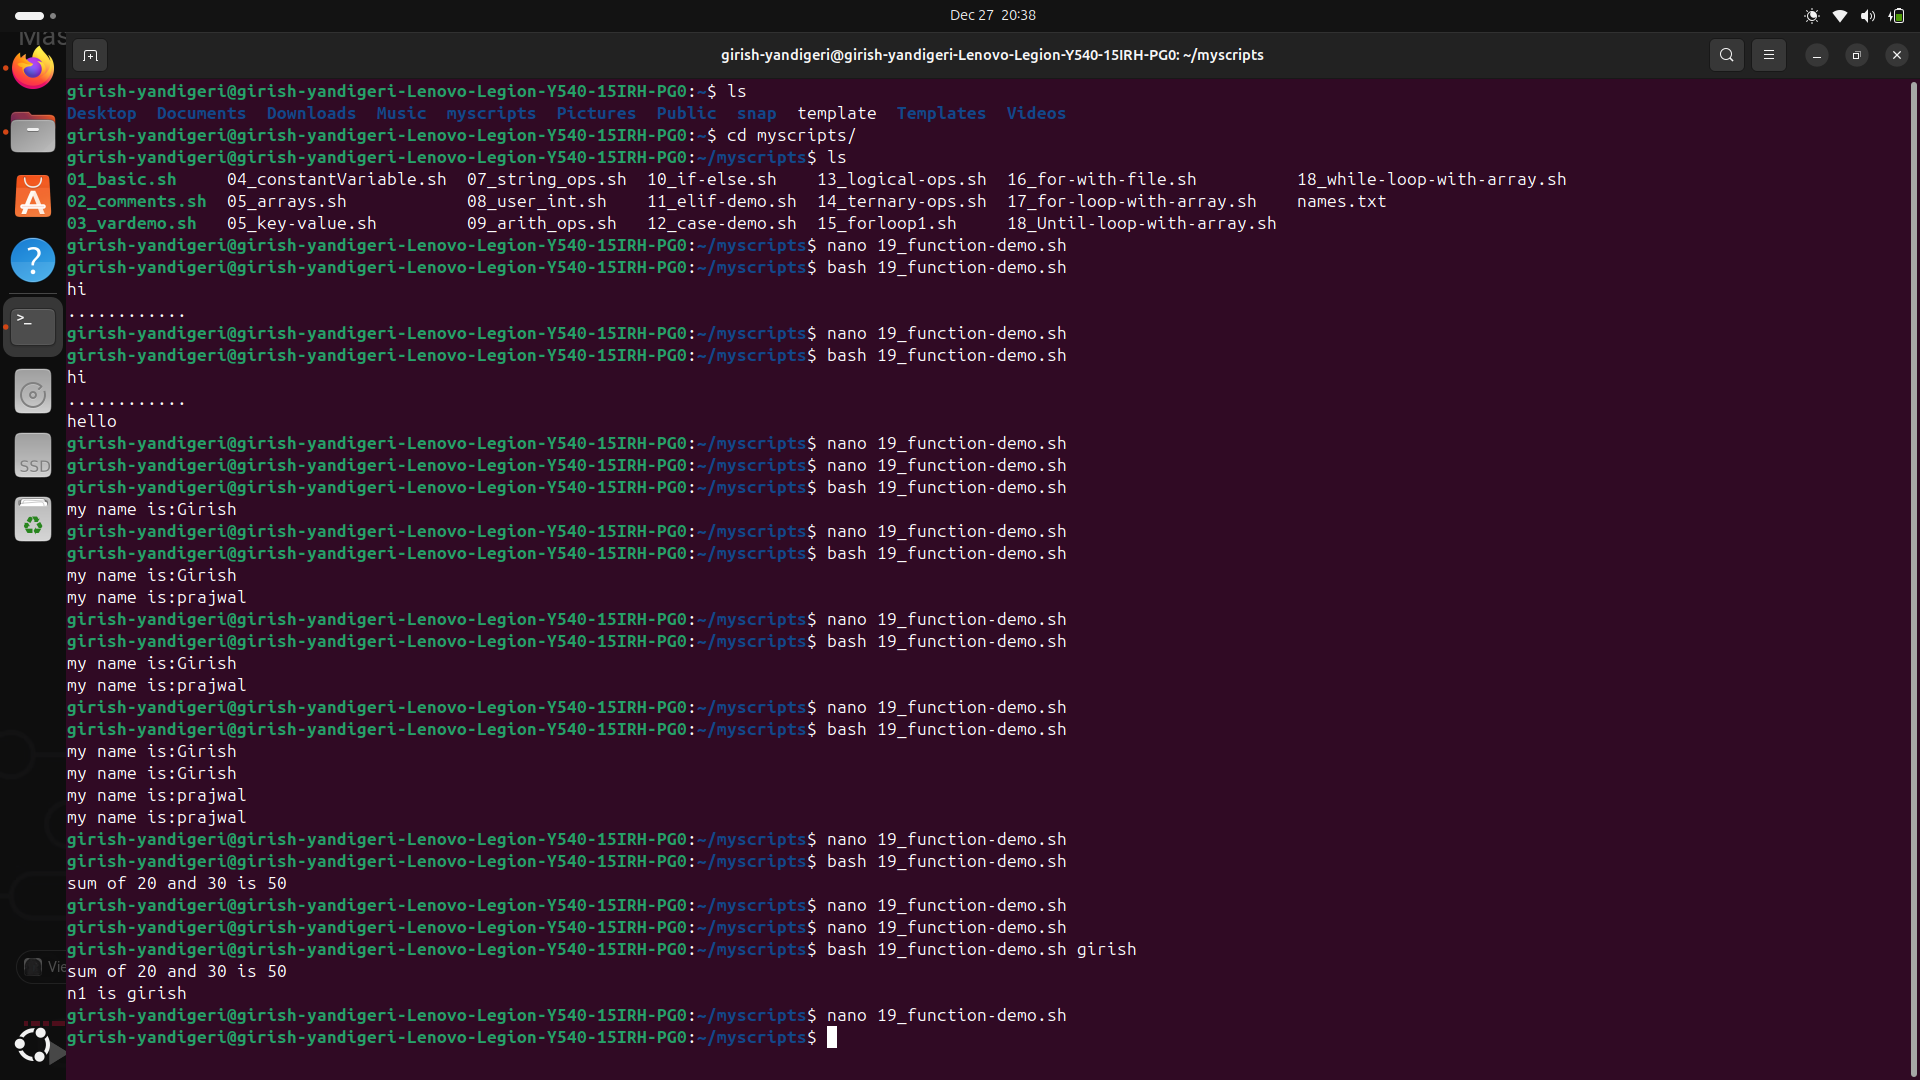 Dec 27 20:38
Mas
girish-yandigeri@girish-yandigeri-Lenovo-Legion-Y540-15IRH-PG0: ~/myscripts
girish-yandigeri@girish-yandigeri-Lenovo-Legion-Y540-15IRH-PG0:~$ ls
Desktop Documents Downloads Music myscripts Pictures Public snap template Templates Videos
girish-yandigeri@girish-yandigeri-Lenovo-Legion-Y540-15IRH-PG0:~$ cd myscripts/
girish-yandigeri@girish-yandigeri-Lenovo-Legion-Y540-15IRH-PG0:~/myscripts$ ls
01_basic.sh 04_constantVariable.sh 07_string_ops.sh 10_if-else.sh 13_logical-ops.sh 16_for-with-file.sh 18_while-loop-with-array.sh
02_comments.sh 05_arrays.sh 08_user_int.sh 11_elif-demo.sh 14_ternary-ops.sh 17_for-loop-with-array.sh names.txt
03_vardemo.sh 05_key-value.sh 09_arith_ops.sh 12_case-demo.sh 15_forloop1.sh 18_Until-loop-with-array.sh
girish-yandigeri@girish-yandigeri-Lenovo-Legion-Y540-15IRH-PG0:~/myscripts$ nano 19_function-demo.sh
girish-yandigeri@girish-yandigeri-Lenovo-Legion-Y540-15IRH-PG0:~/myscripts$ bash 19_function-demo.sh
hi
............
girish-yandigeri@girish-yandigeri-Lenovo-Legion-Y540-15IRH-PG0:~/myscripts$ nano 19_function-demo.sh
girish-yandigeri@girish-yandigeri-Lenovo-Legion-Y540-15IRH-PG0:~/myscripts$ bash 19_function-demo.sh
hi
............
hello
girish-yandigeri@girish-yandigeri-Lenovo-Legion-Y540-15IRH-PG0:~/myscripts$ nano 19_function-demo.sh
girish-yandigeri@girish-yandigeri-Lenovo-Legion-Y540-15IRH-PG0:~/myscripts$ nano 19_function-demo.sh
girish-yandigeri@girish-yandigeri-Lenovo-Legion-Y540-15IRH-PG0:~/myscripts$ bash 19_function-demo.sh
my name is:Girish
girish-yandigeri@girish-yandigeri-Lenovo-Legion-Y540-15IRH-PG0:~/myscripts$ nano 19_function-demo.sh
girish-yandigeri@girish-yandigeri-Lenovo-Legion-Y540-15IRH-PG0:~/myscripts$ bash 19_function-demo.sh
my name is:Girish
my name is:prajwal
girish-yandigeri@girish-yandigeri-Lenovo-Legion-Y540-15IRH-PG0:~/myscripts$ nano 19_function-demo.sh
girish-yandigeri@girish-yandigeri-Lenovo-Legion-Y540-15IRH-PG0:~/myscripts$ bash 19_function-demo.sh
my name is:Girish
my name is:prajwal
girish-yandigeri@girish-yandigeri-Lenovo-Legion-Y540-15IRH-PG0:~/myscripts$ nano 19_function-demo.sh
girish-yandigeri@girish-yandigeri-Lenovo-Legion-Y540-15IRH-PG0:~/myscripts$ bash 19_function-demo.sh
my name is:Girish
my name is:Girish
my name is:prajwal
my name is:prajwal
girish-yandigeri@girish-yandigeri-Lenovo-Legion-Y540-15IRH-PG0:~/myscripts$ nano 19_function-demo.sh
girish-yandigeri@girish-yandigeri-Lenovo-Legion-Y540-15IRH-PG0:~/myscripts$ bash 19_function-demo.sh
sum of 20 and 30 is 50
girish-yandigeri@girish-yandigeri-Lenovo-Legion-Y540-15IRH-PG0:~/myscripts$ nano 19_function-demo.sh
girish-yandigeri@girish-yandigeri-Lenovo-Legion-Y540-15IRH-PG0:~/myscripts$ nano 19_function-demo.sh
girish-yandigeri@girish-yandigeri-Lenovo-Legion-Y540-15IRH-PG0:~/myscripts$ bash 19_function-demo.sh girish
sum of 20 and 30 is 50
n1 is girish
girish-yandigeri@girish-yandigeri-Lenovo-Legion-Y540-15IRH-PG0:~/myscripts$ nano 19_function-demo.sh
girish-yandigeri@girish-yandigeri-Lenovo-Legion-Y540-15IRH-PG0:~/myscripts$
SSD
Vie